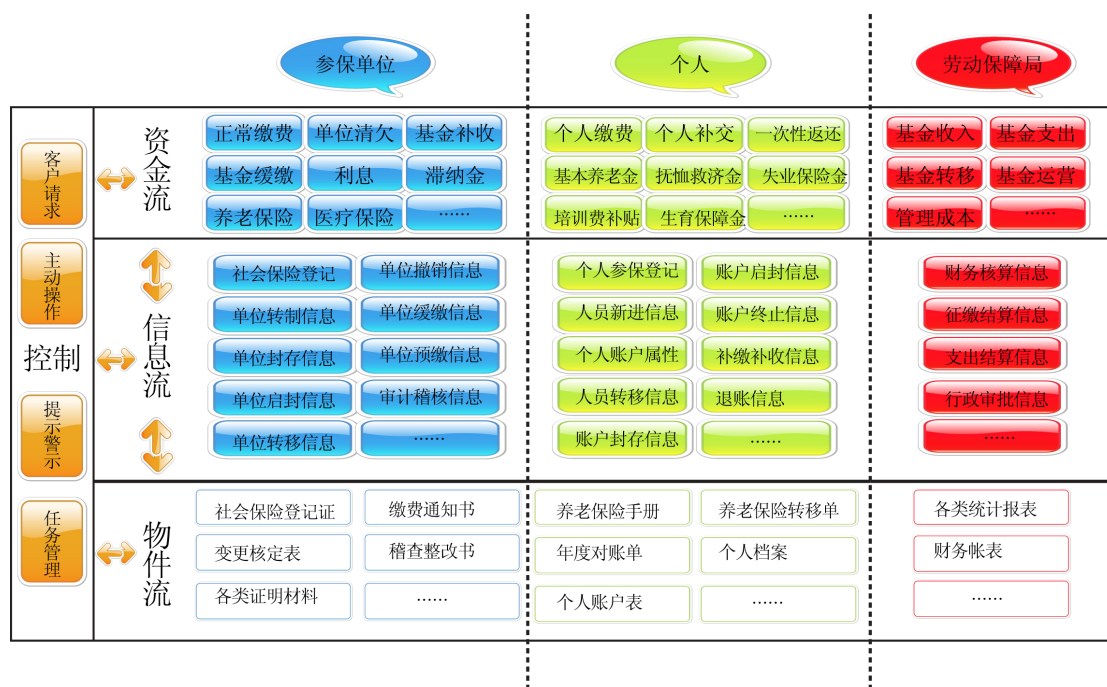 参保单位
个人
劳动保障局
控制
客户请求
主动操作
提示警示
任务管理
资金流
正常缴费 单位清欠 基金补收
基金缓缴 利息 滞纳金
养老保险 医疗保险 ……
个人缴费 个人补交 一次性返还
基本养老金 抚恤救济金 失业保险金
培训费补贴 生育保障金 ……
基金收入 基金支出
基金转移 基金运营
管理成本 ……
信息流
社会保险登记 单位撤销信息
单位转制信息 单位缓缴信息
单位封存信息 单位预缴信息
单位启封信息 审计稽核信息
单位转移信息 ……
个人参保登记 账户启封信息
人员新进信息 账户终止信息
个人账户属性 补缴补收信息
人员转移信息 退账信息
账户封存信息 ……
财务核算信息
征缴结算信息
支出结算信息
行政审批信息
……
物件流
社会保险登记证 缴费通知书
变更核定表 稽查整改书
各类证明材料 ……
养老保险手册 养老保险转移单
年度对账单 个人档案
个人账户表 ……
各类统计报表
财务帐表
……